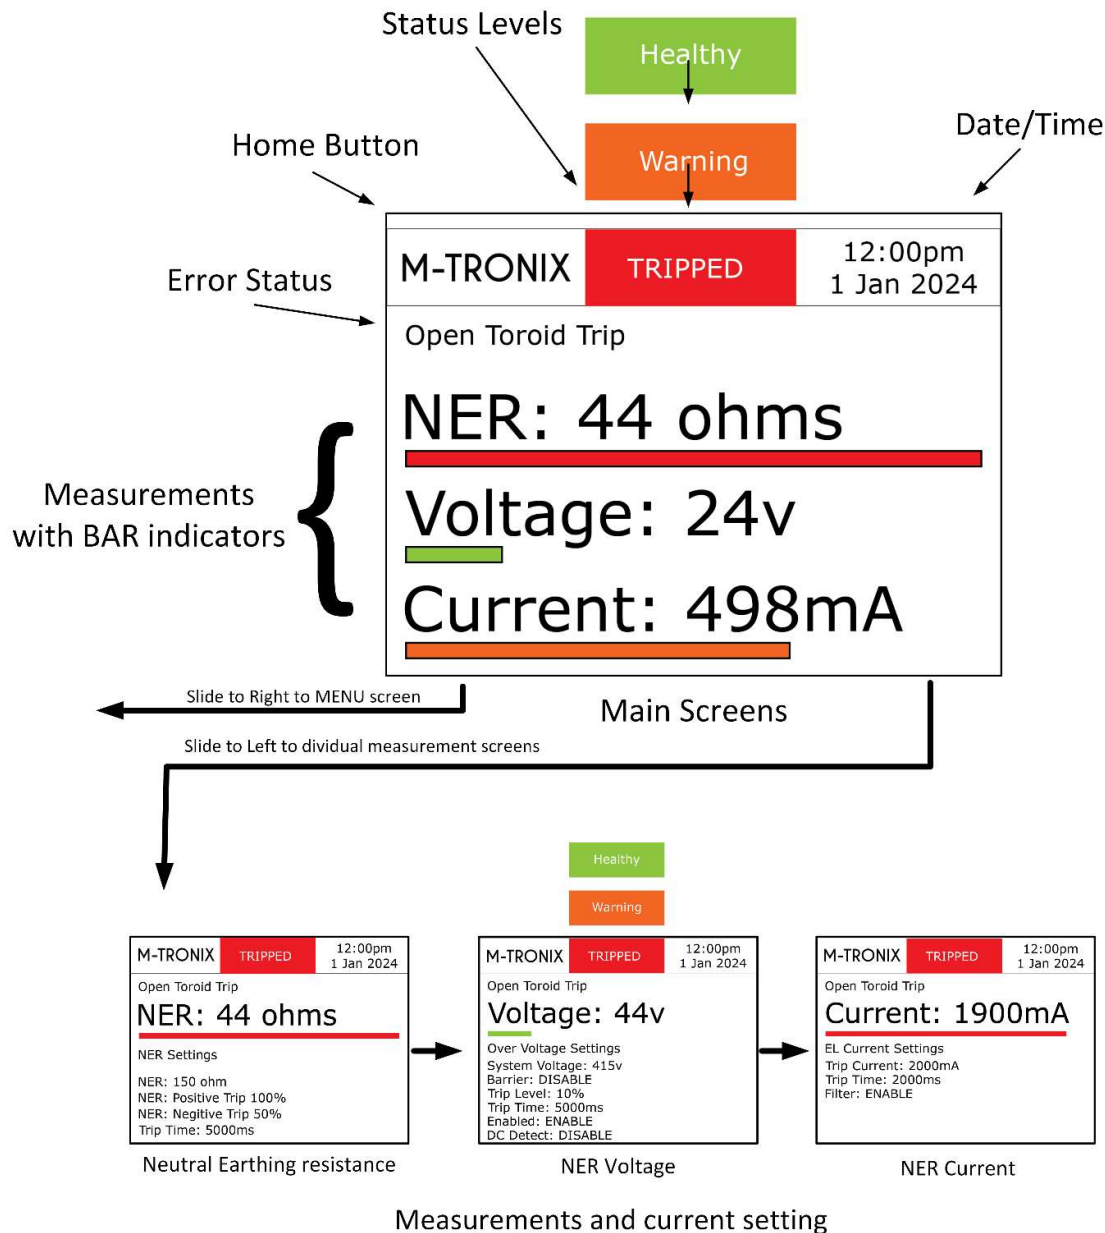 Status Levels
Healthy
Warning
Date/Time
Home Button
Error Status
M-TRONIX
TRIPPED
12:00pm
1 Jan 2024
Open Toroid Trip
NER: 44 ohms
Voltage: 24v
Current: 498mA
Measurements
with BAR indicators
Slide to Right to MENU screen
Main Screens
Slide to Left to dividual measurement screens
Healthy
Warning
M-TRONIX
TRIPPED
12:00pm
1 Jan 2024
Open Toroid Trip
NER: 44 ohms
NER Settings
NER: 150 ohm
NER: Positive Trip 100%
NER: Negitive Trip 50%
Trip Time: 5000ms
Neutral Earthing resistance
M-TRONIX
TRIPPED
12:00pm
1 Jan 2024
Open Toroid Trip
Voltage: 44v
Over Voltage Settings
System Voltage: 415v
Barrier: DISABLE
Trip Level: 10%
Trip Time: 5000ms
Enabled: ENABLE
DC Detect: DISABLE
NER Voltage
M-TRONIX
TRIPPED
12:00pm
1 Jan 2024
Open Toroid Trip
Current: 1900mA
EL Current Settings
Trip Current: 2000mA
Trip Time: 2000ms
Filter: ENABLE
NER Current
Measurements and current setting